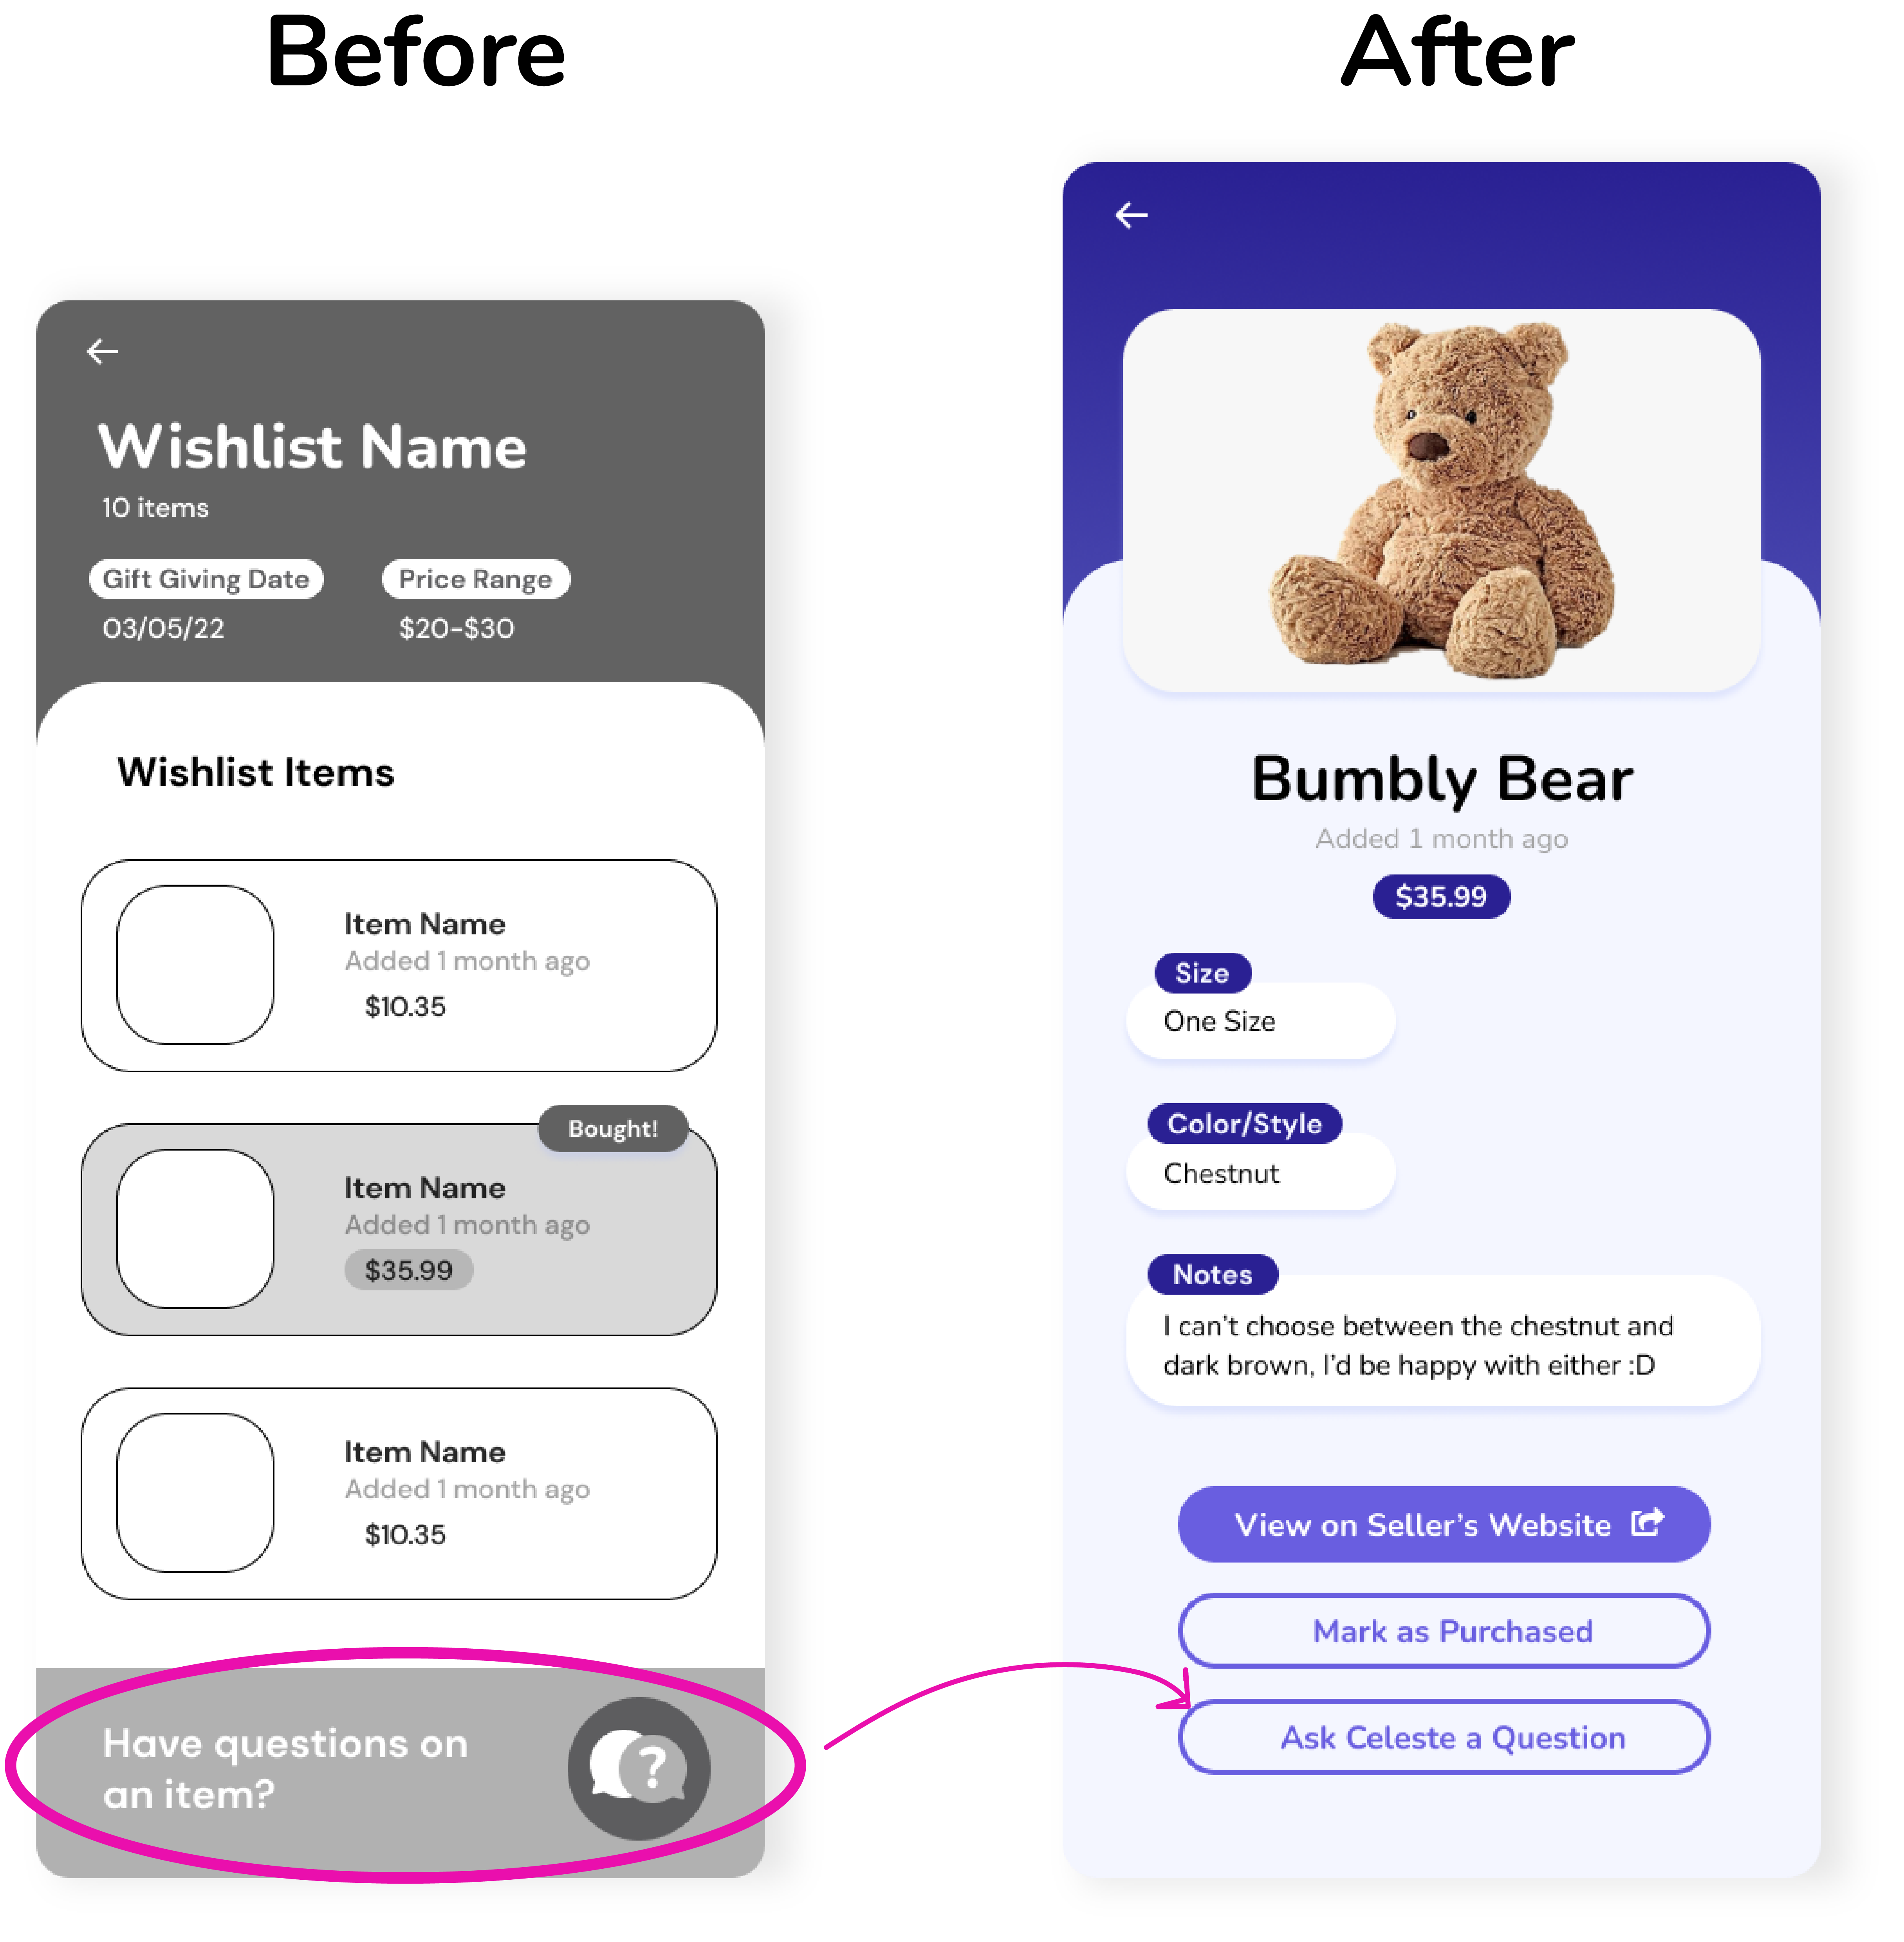 Before
After
Wishlist Name
10 items
Gift Giving Date
Price Range
03/05/22
$20-$30
Wishlist Items
Item Name
Added 1 month ago
$10.35
Bought!
Item Name
Added 1 month ago
$35.99
Item Name
Added 1 month ago
$10.35
Have questions on
an item?
?
Bumbly Bear
Added 1 month ago
$35.99
Size
One Size
Color/Style
Chestnut
Notes
I can't choose between the chestnut and
dark brown, I'd be happy with either :D
View on Seller's Website
Mark as Purchased
Ask Celeste a Question